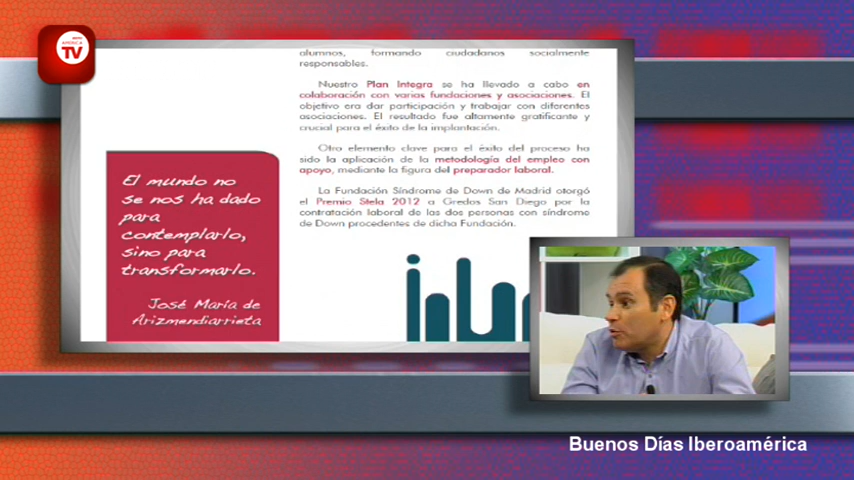 AMÉRICA
TV
alumnos, formando ciudadanos socialmente
responsables.
Nuestro Plan Integra se ha llevado a cabo en
colaboración con varias fundaciones y asociaciones. El
objetivo era dar participación y trabajar con diferentes
asociaciones. El resultado fue altamente gratificante y
crucial para el éxito de la implantación.
Otro elemento clave para el éxito del proceso ha
sido la aplicación de la metodología del empleo con
apoyo, mediante la figura del preparador laboral.
La Fundación Síndrome de Down de Madrid otorgó
el Premio Stela 2012 a Gredos San Diego por la
contratación laboral de las dos personas con síndrome
de Down procedentes de dicha Fundación.
El mundo no
se nos ha dado
para
contemplarlo,
sino para
transformarlo.
José María de
Arizmendiarrieta
Buenos Días Iberoamérica